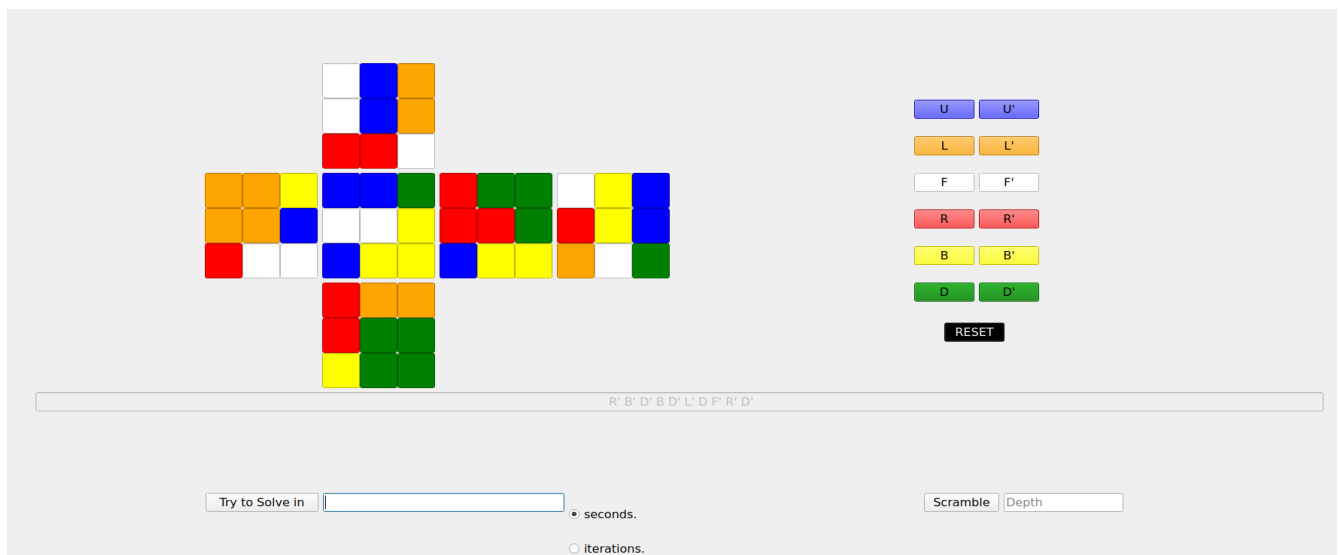 U U'
L L'
F F'
R R'
B B'
D D'
RESET
R' B' D' B D' L' D F' R' D'
Try to Solve in
Scramble Depth
seconds.
iterations.